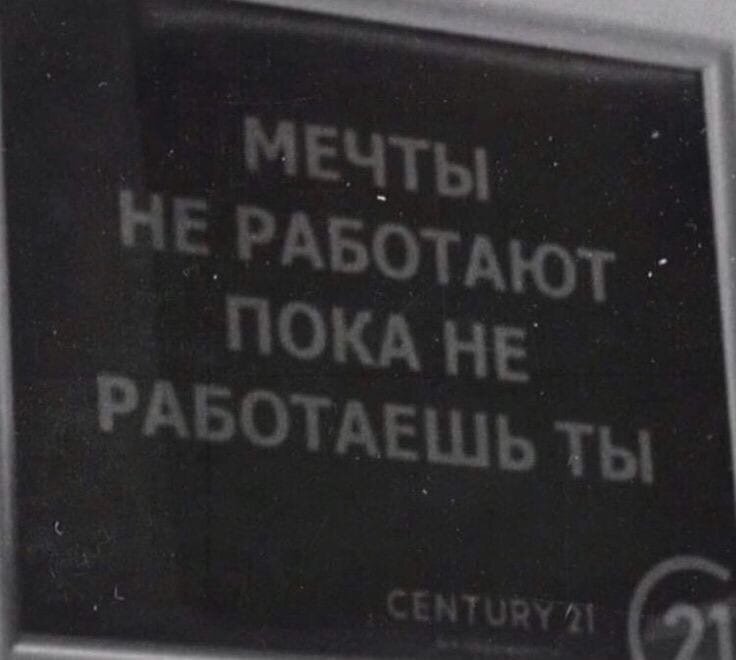 МЕЧТЫ
НЕ РАБОТАЮТ
ПОКА НЕ
РАБОТАЕШЬ ТЫ
CENTURY 21
21